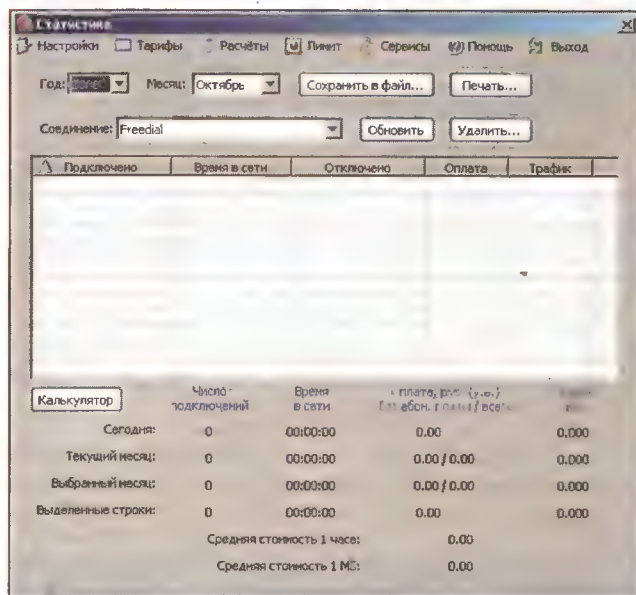 Статистика
Настройки Тарифы Расчёты Лимит Сервисы Помощь Выход
Год: Месяц: Октябрь Сохранить в файл... Печать...
Соединение: Freedial Обновить Удалить...
Подключено Время в сети Отключено Оплата Трафик
Калькулятор Число Время плата,
подключений в сети абон.
Сегодня: 0 00:00:00 0.00 0.000
Текущий месяц: 0 00:00:00 0.00 / 0.00 0.000
Выбранный месяц: 0 00:00:00 0.00 / 0.00 0.000
Выделенные строки: 0 00:00:00 0.00 0.000
Средняя стоимость 1 часа: 0.00
Средняя стоимость 1 МБ: 0.00